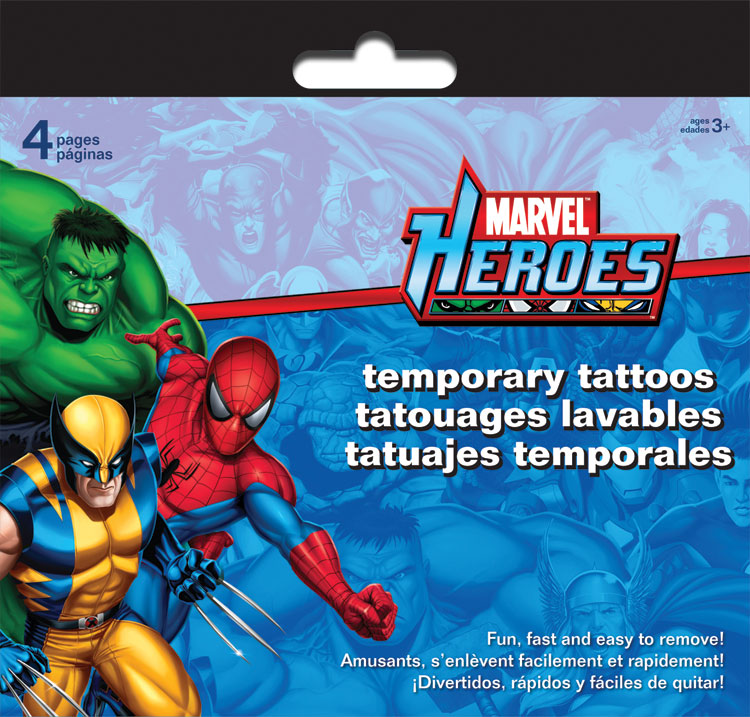 4 pages
páginas
ages
edades 3+
MARVEL
HEROES
temporary tattoos
tatouages lavables
tatuajes temporales
Fun, fast and easy to remove!
Amusants, s'enlèvent facilement et rapidement!
¡Divertidos, rápidos y fáciles de quitar!